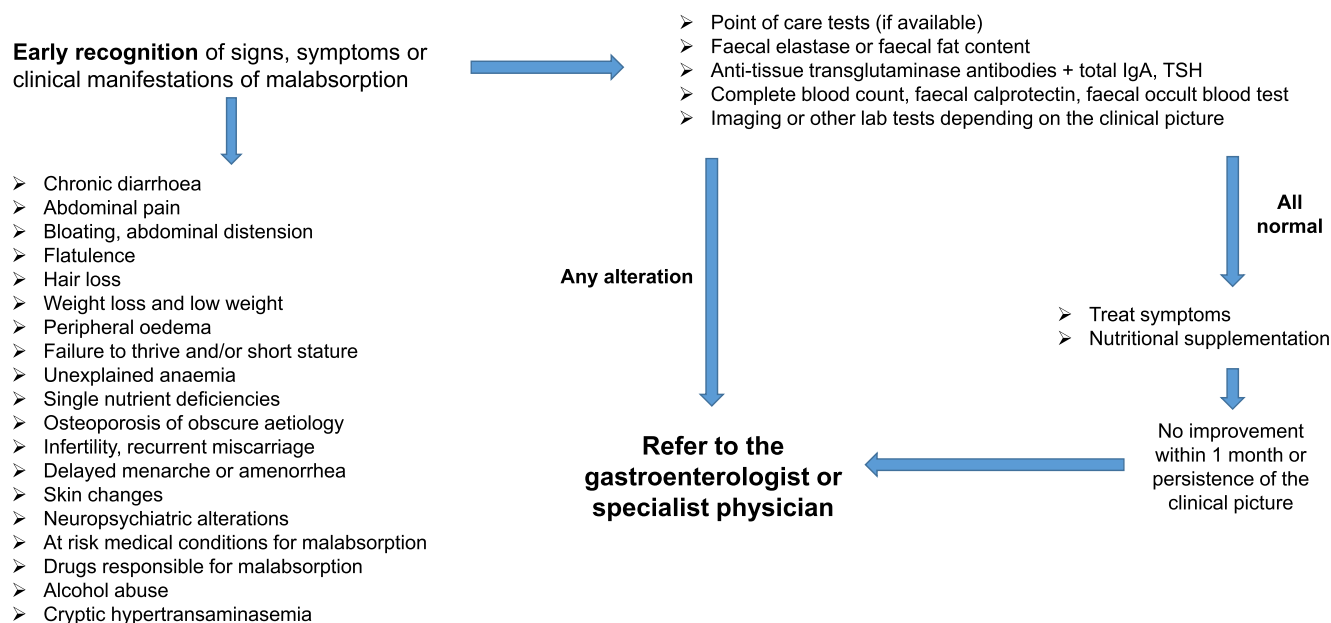 Early recognition of signs, symptoms or
clinical manifestations of malabsorption
➢ Chronic diarrhoea
➢ Abdominal pain
➢ Bloating, abdominal distension
➢ Flatulence
➢ Hair loss
➢ Weight loss and low weight
➢ Peripheral oedema
➢ Failure to thrive and/or short stature
➢ Unexplained anaemia
➢ Single nutrient deficiencies
➢ Osteoporosis of obscure aetiology
➢ Infertility, recurrent miscarriage
➢ Delayed menarche or amenorrhea
➢ Skin changes
➢ Neuropsychiatric alterations
➢ At risk medical conditions for malabsorption
➢ Drugs responsible for malabsorption
➢ Alcohol abuse
➢ Cryptic hypertransaminasemia
➢ Point of care tests (if available)
➢ Faecal elastase or faecal fat content
➢ Anti-tissue transglutaminase antibodies + total IgA, TSH
➢ Complete blood count, faecal calprotectin, faecal occult blood test
➢ Imaging or other lab tests depending on the clinical picture
Any alteration
All
normal
➢ Treat symptoms
➢ Nutritional supplementation
No improvement
within 1 month or
persistence of the
clinical picture
Refer to the
gastroenterologist or
specialist physician